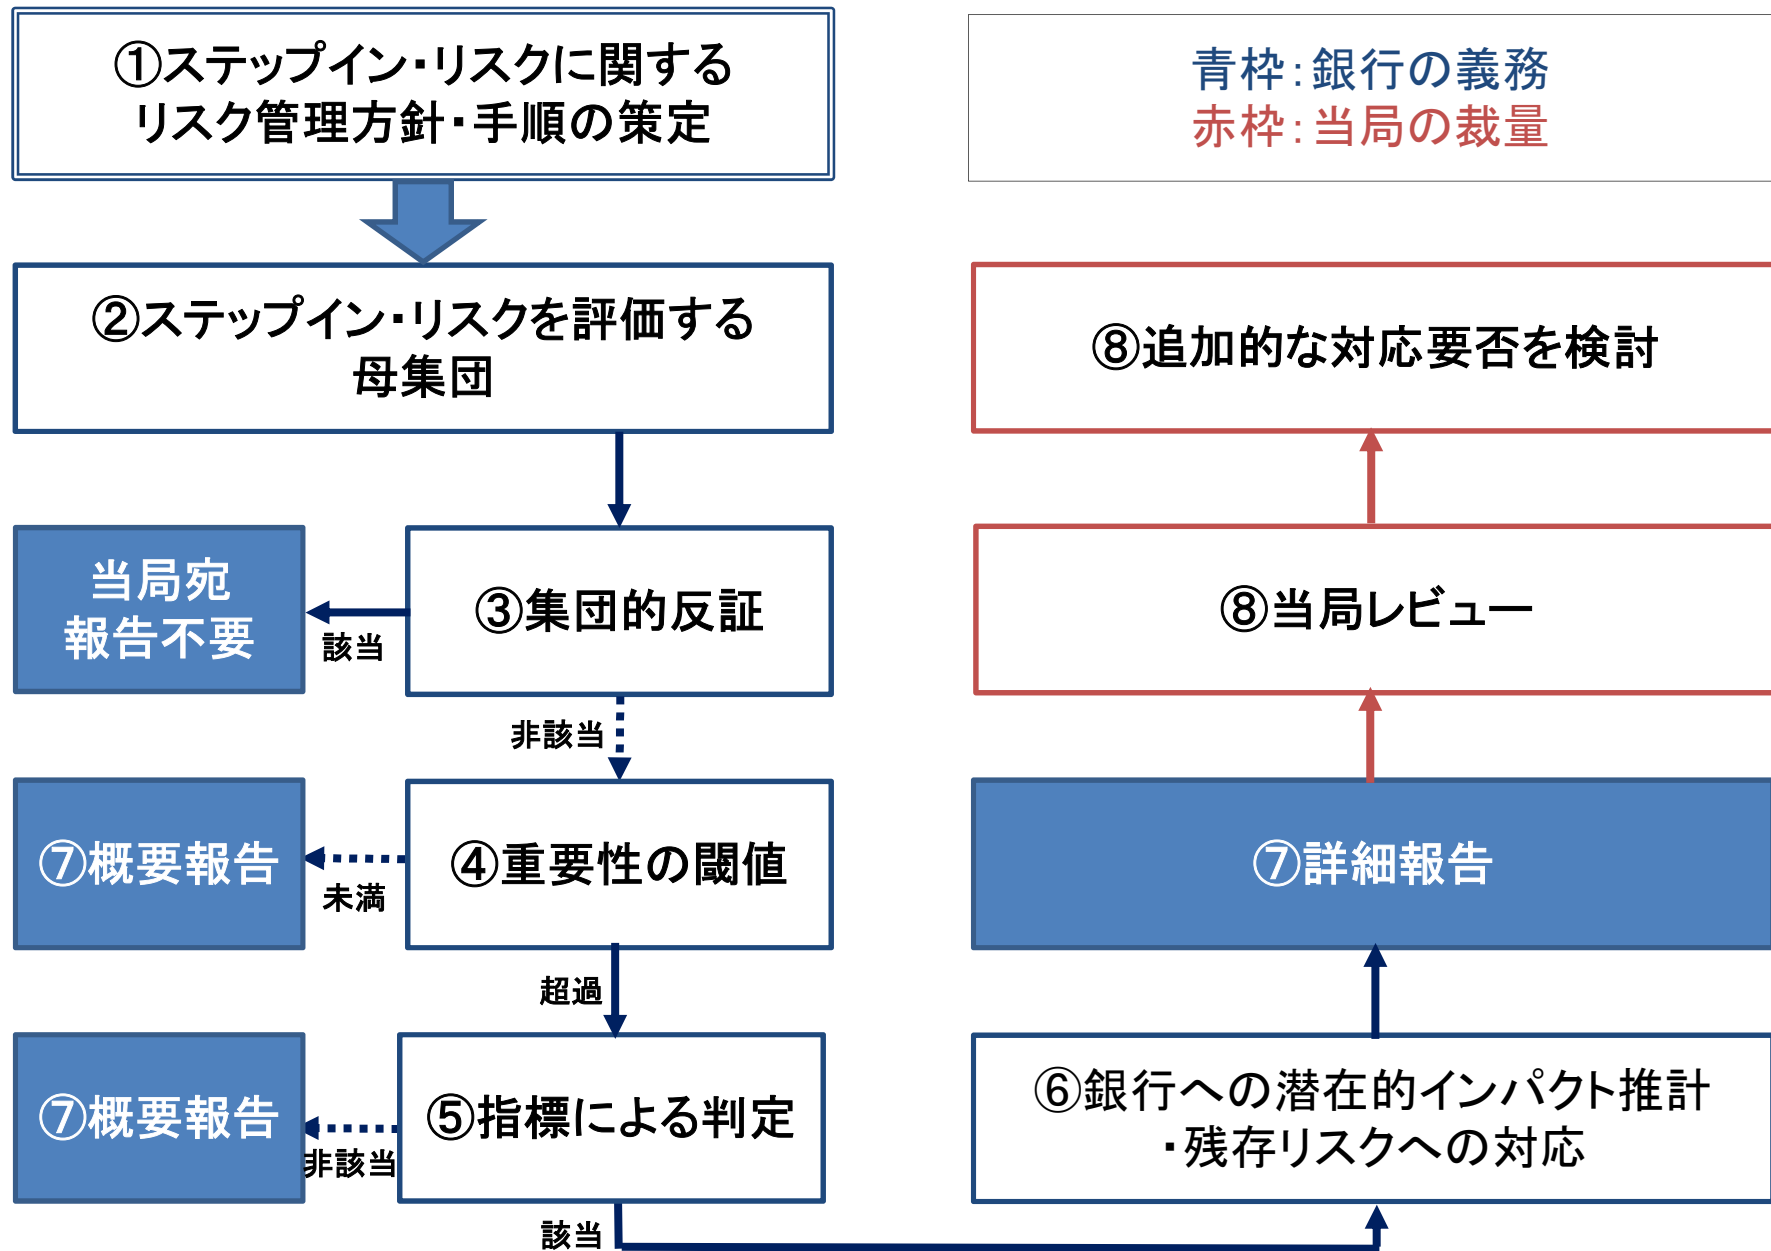 ①ステップイン・リスクに関する
リスク管理方針・手順の策定
青枠：銀行の義務
赤枠：当局の裁量
②ステップイン・リスクを評価する
母集団
⑧追加的な対応要否を検討
当局宛
報告不要
該当
③集団的反証
⑧当局レビュー
非該当
⑦概要報告
未満
④重要性の閾値
⑦詳細報告
超過
⑦概要報告
非該当
⑤指標による判定
⑥銀行への潜在的インパクト推計
・残存リスクへの対応
該当